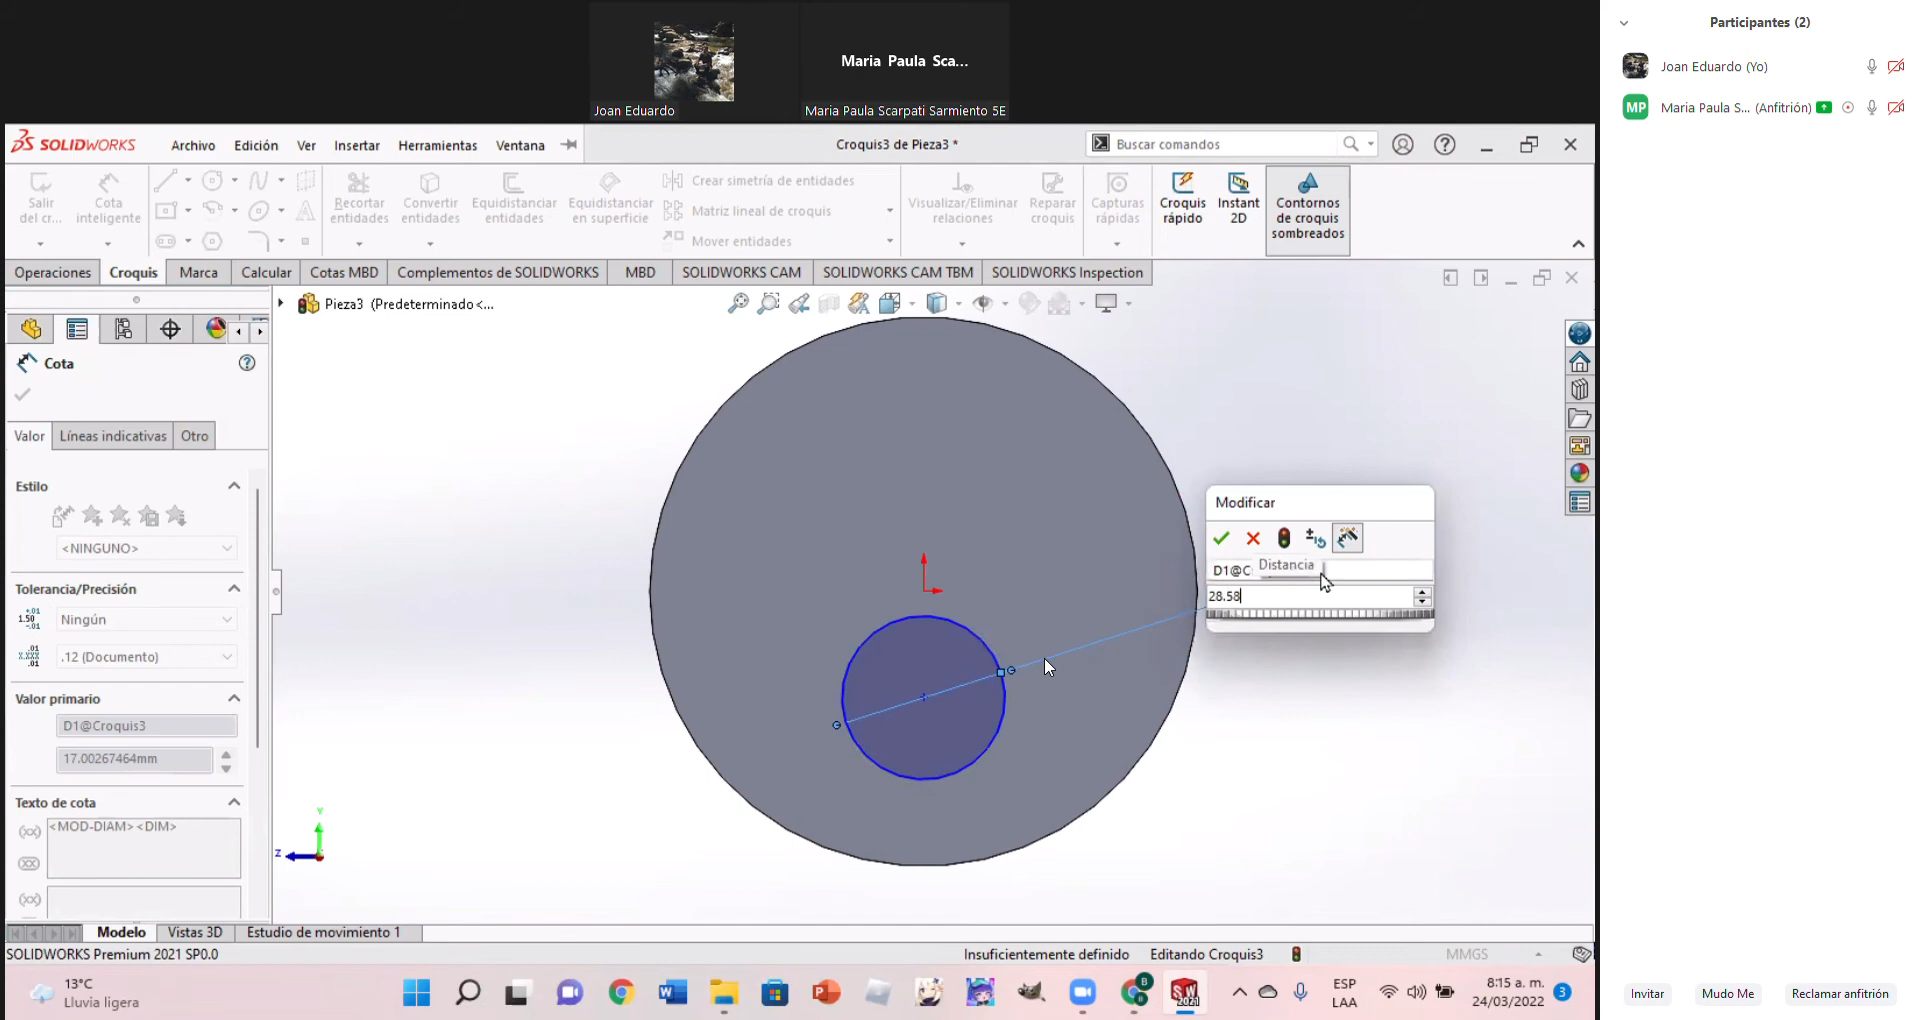 Participantes (2)
Joan Eduardo (Yo)
MP
Maria Paula S... (Anfitrión)
Maria Paula Sca...
Joan Eduardo
Maria Paula Scarpati Sarmiento 5E
SOLIDWORKS
Archivo
Edición
Ver
Insertar
Herramientas
Ventana
Croquis3 de Pieza3 *
Buscar comandos
Salir
del cr...
Cota
inteligente
Recortar
entidades
Convertir
entidades
Equidistanciar
entidades
Equidistanciar
en superficie
Crear simetría de entidades
Matriz lineal de croquis
Mover entidades
Visualizar/Eliminar
relaciones
Reparar
croquis
Capturas
rápidas
Croquis
rápido
Instant
2D
Contornos
de croquis
sombreados
Operaciones
Croquis
Marca
Calcular
Cotas MBD
Complementos de SOLIDWORKS
MBD
SOLIDWORKS CAM
SOLIDWORKS CAM TBM
SOLIDWORKS Inspection
Pieza3 (Predeterminado<...
Cota
Valor
Líneas indicativas
Otro
Estilo
<NINGUNO>
Tolerancia/Precisión
Ningún
.12 (Documento)
Valor primario
D1@Croquis3
17.00267464mm
Texto de cota
<MOD-DIAM><DIM>
Modificar
D1@C
Distancia
28.58
Y
Z
Modelo
Vistas 3D
Estudio de movimiento 1
SOLIDWORKS Premium 2021 SP0.0
Insuficientemente definido
Editando Croquis3
MMGS
13°C
Lluvia ligera
ESP
LAA
8:15 a. m.
24/03/2022
3
Invitar
Mudo Me
Reclamar anfitrión